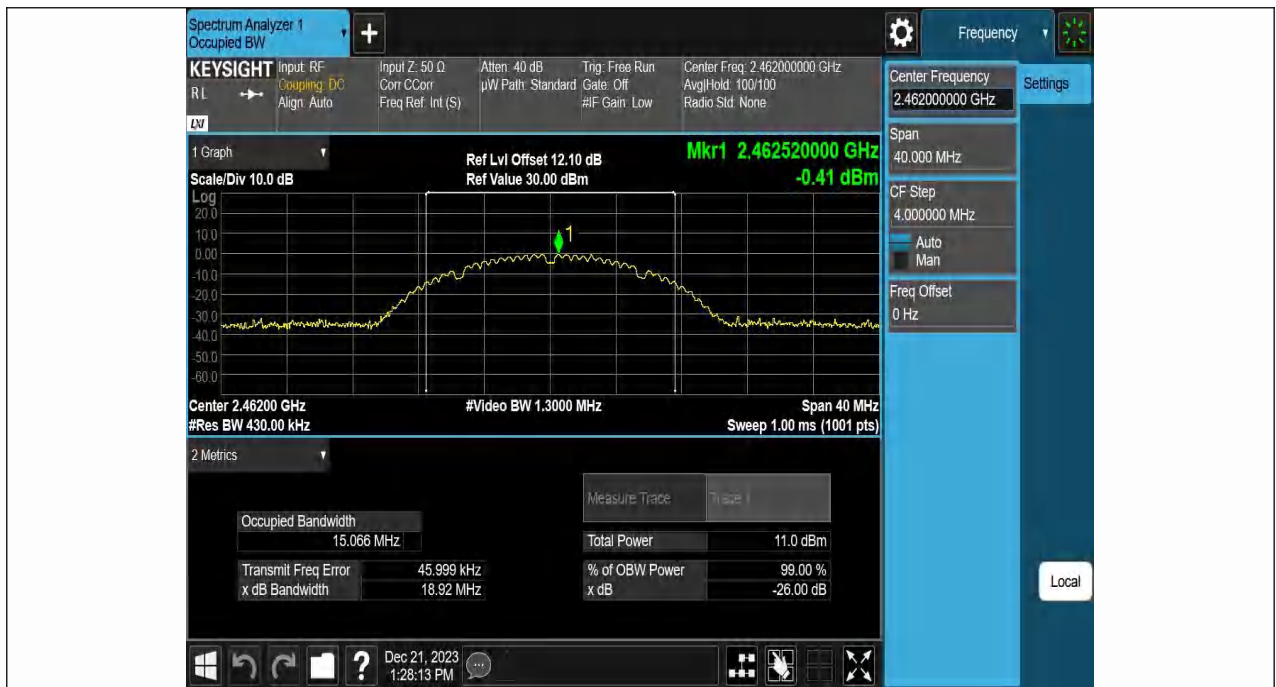 Spectrum Analyzer 1
Occupied BW
+
Frequency
KEYSIGHT
Input: RF
Input Z: 50 Ω
Atten: 40 dB
Trig: Free Run
Center Freq: 2.462000000 GHz
RL
Coupling: DC
Corr CCorr
µW Path: Standard
Gate: Off
Avg|Hold: 100/100
Align: Auto
Freq Ref: Int (S)
#IF Gain: Low
Radio Std: None
LXI
Center Frequency
2.462000000 GHz
Settings
Span
40.000 MHz
CF Step
4.000000 MHz
Auto
Man
Freq Offset
0 Hz
1 Graph
Ref Lvl Offset 12.10 dB
Mkr1 2.462520000 GHz
Scale/Div 10.0 dB
Ref Value 30.00 dBm
-0.41 dBm
Log
20.0
10.0
0.00
-10.0
-20.0
-30.0
-40.0
-50.0
-60.0
1
Center 2.46200 GHz
#Video BW 1.3000 MHz
Span 40 MHz
#Res BW 430.00 kHz
Sweep 1.00 ms (1001 pts)
2 Metrics
Measure Trace
Trace 1
Occupied Bandwidth
15.066 MHz
Total Power
11.0 dBm
Transmit Freq Error
45.999 kHz
% of OBW Power
99.00 %
x dB Bandwidth
18.92 MHz
x dB
-26.00 dB
Local
?
Dec 21, 2023
1:28:13 PM